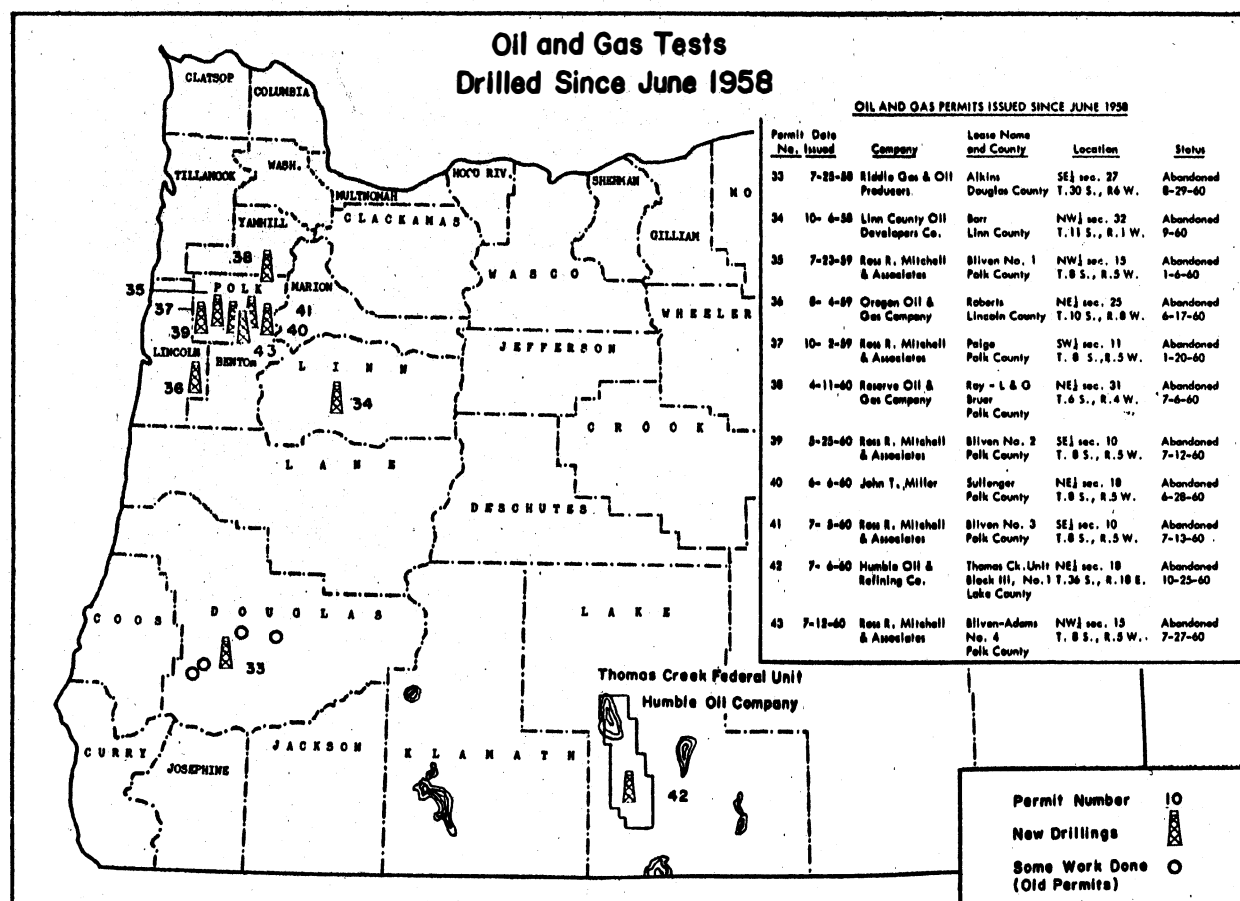 Oil and Gas Tests
Drilled Since June 1958
CLATSOP
COLUMBIA
TILLAMOOK
WASH.
MULTNOMAH
HOOD RIV.
SHERMAN
MO
YAMHILL
CLACKAMAS
GILLIAM
WASCO
38
35
POLK
MARION
37
41
WHEELER
39
40
LINCOLN
BENTON
43
JEFFERSON
LINN
36
34
CROOK
LANE
DESCHUTES
COOS
DOUGLAS
LAKE
33
Thomas Creek Federal Unit
Humble Oil Company
CURRY
JOSEPHINE
JACKSON
KLAMATH
42
OIL AND GAS PERMITS ISSUED SINCE JUNE 1958
Permit Date Lease Name
No. Issued Company and County Location Status
33 7-25-58 Riddle Gas & Oil Aikins SE¼ sec. 27 Abandoned
Producers Douglas County T.30 S., R6 W. 8-29-60
34 10- 6-58 Linn County Oil Barr NW¼ sec. 32 Abandoned
Developers Co. Linn County T.11 S., R.1 W. 9-60
35 7-23-59 Ross R. Mitchell Bliven No. 1 NW¼ sec. 15 Abandoned
& Associates Polk County T.8 S., R.5 W. 1-6-60
36 8- 4-59 Oregon Oil & Roberts NE¼ sec. 25 Abandoned
Gas Company Lincoln County T.10 S., R.8 W. 6-17-60
37 10- 2-59 Ross R. Mitchell Paige SW¼ sec. 11 Abandoned
& Associates Polk County T. 8 S., R.5 W. 1-20-60
38 6-11-60 Reserve Oil & Roy - L & G NE¼ sec. 31 Abandoned
Gas Company Bruer T.6 S., R.4 W. 7-6-60
Polk County
39 5-25-60 Ross R. Mitchell Bliven No. 2 SE¼ sec. 10 Abandoned
& Associates Polk County T. 8 S., R.5 W. 7-12-60
40 6- 6-60 John T. Miller Sullenger NE¼ sec. 18 Abandoned
Polk County T.8 S., R.5 W. 6-28-60
41 7- 5-60 Ross R. Mitchell Bliven No. 3 SE¼ sec. 10 Abandoned
& Associates Polk County T.8 S., R.5 W. 7-13-60
42 7- 6-60 Humble Oil & Thomas Ck. Unit NE¼ sec. 18 Abandoned
Refining Co. Block III, No. 1 T.36 S., R.18 E. 10-25-60
Lake County
43 7-12-60 Ross R. Mitchell Bliven-Adams NW¼ sec. 15 Abandoned
& Associates No. 4 T. 8 S., R.5 W. 7-27-60
Polk County
Permit Number 10
New Drillings
Some Work Done
(Old Permits)